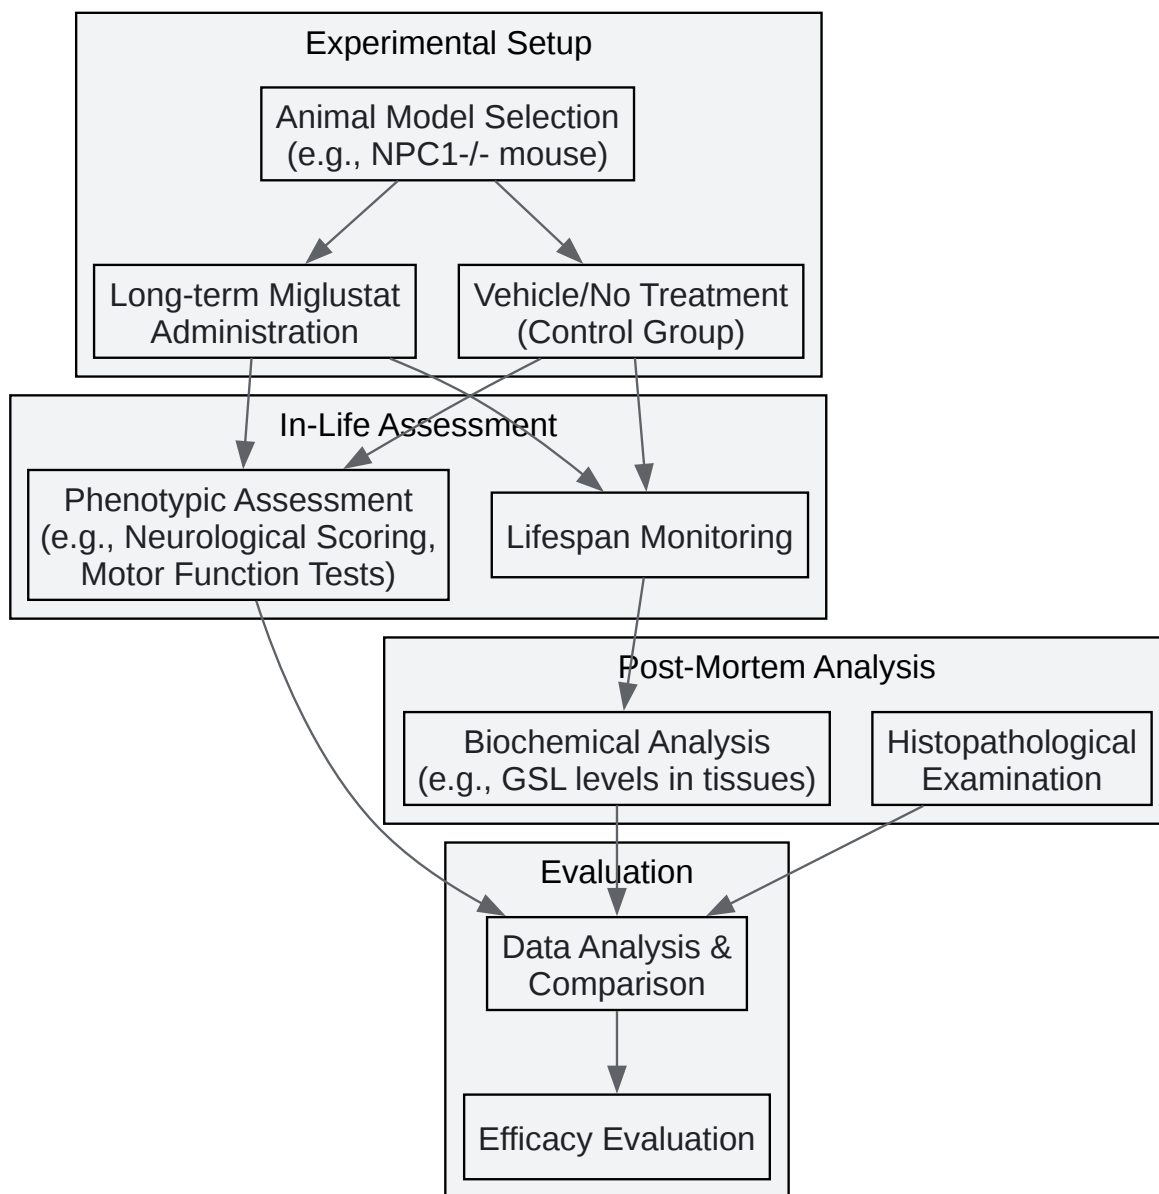 Experimental Setup
Animal Model Selection
(e.g., NPC1-/- mouse)
Long-term Miglustat
Administration
Vehicle/No Treatment
(Control Group)
In-Life Assessment
Phenotypic Assessment
(e.g., Neurological Scoring,
Motor Function Tests)
Lifespan Monitoring
Post-Mortem Analysis
Biochemical Analysis
(e.g., GSL levels in tissues)
Histopathological
Examination
Evaluation
Data Analysis &
Comparison
Efficacy Evaluation